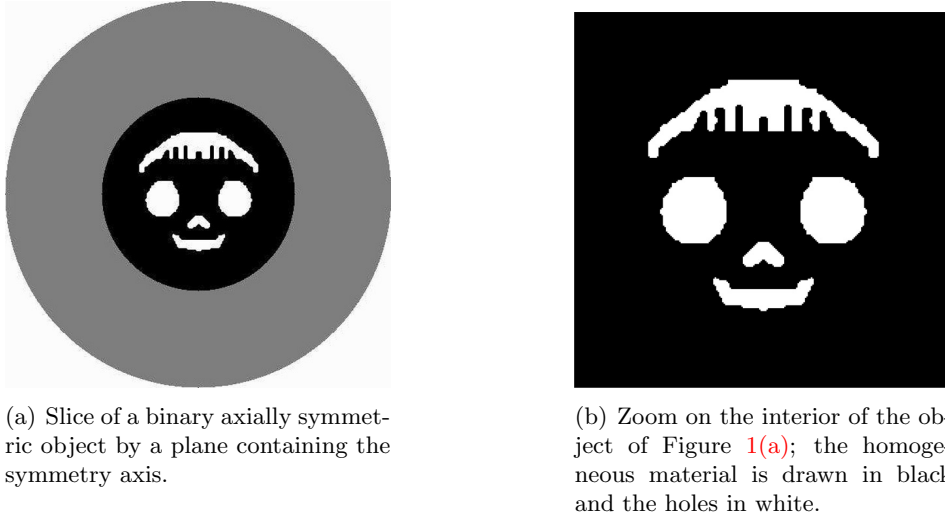 (a) Slice of a binary axially symmet-
ric object by a plane containing the
symmetry axis.
(b) Zoom on the interior of the ob-
ject of Figure 1(a); the homoge-
neous material is drawn in black
and the holes in white.